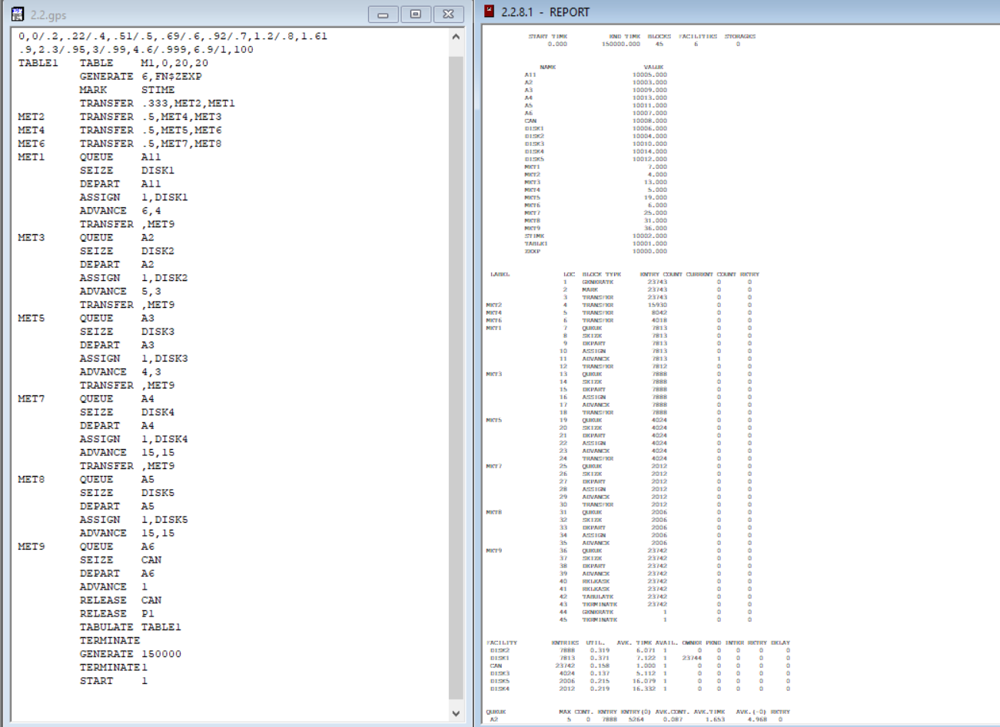 2.2.gps
0,0/.2,.22/.4,.51/.5,.69/.6,.92/.7,1.2/.8,1.61
.9,2.3/.95,3/.99,4.6/.999,6.9/1,100
TABLE1 TABLE M1,0,20,20
GENERATE 6,FN$ZEXP
MARK STIME
TRANSFER .333,MET2,MET1
MET2 TRANSFER .5,MET4,MET3
MET4 TRANSFER .5,MET5,MET6
MET6 TRANSFER .5,MET7,MET8
MET1 QUEUE A11
SEIZE DISK1
DEPART A11
ASSIGN 1,DISK1
ADVANCE 6,4
TRANSFER ,MET9
MET3 QUEUE A2
SEIZE DISK2
DEPART A2
ASSIGN 1,DISK2
ADVANCE 5,3
TRANSFER ,MET9
MET5 QUEUE A3
SEIZE DISK3
DEPART A3
ASSIGN 1,DISK3
ADVANCE 4,3
TRANSFER ,MET9
MET7 QUEUE A4
SEIZE DISK4
DEPART A4
ASSIGN 1,DISK4
ADVANCE 15,15
TRANSFER ,MET9
MET8 QUEUE A5
SEIZE DISK5
DEPART A5
ASSIGN 1,DISK5
ADVANCE 15,15
MET9 QUEUE A6
SEIZE CAN
DEPART A6
ADVANCE 1
RELEASE CAN
RELEASE P1
TABULATE TABLE1
TERMINATE
GENERATE 150000
TERMINATE1
START 1
2.2.8.1 - REPORT
START TIME END TIME BLOCKS FACILITIES STORAGES
0.000 150000.000 45 6 0
NAME VALUE
A11 10005.000
A2 10003.000
A3 10009.000
A4 10013.000
A5 10011.000
A6 10007.000
CAN 10008.000
DISK1 10006.000
DISK2 10004.000
DISK3 10010.000
DISK4 10014.000
DISK5 10012.000
MET1 7.000
MET2 4.000
MET3 13.000
MET4 5.000
MET5 19.000
MET6 6.000
MET7 25.000
MET8 31.000
MET9 36.000
STIME 10002.000
TABLE1 10001.000
ZEXP 10000.000
LABEL LOC BLOCK TYPE ENTRY COUNT CURRENT COUNT RETRY
1 GENERATE 23743 0 0
2 MARK 23743 0 0
3 TRANSFER 23743 0 0
MET2 4 TRANSFER 15930 0 0
MET4 5 TRANSFER 8042 0 0
MET6 6 TRANSFER 4018 0 0
MET1 7 QUEUE 7813 0 0
8 SEIZE 7813 0 0
9 DEPART 7813 0 0
10 ASSIGN 7813 0 0
11 ADVANCE 7813 1 0
12 TRANSFER 7812 0 0
MET3 13 QUEUE 7888 0 0
14 SEIZE 7888 0 0
15 DEPART 7888 0 0
16 ASSIGN 7888 0 0
17 ADVANCE 7888 0 0
18 TRANSFER 7888 0 0
MET5 19 QUEUE 4024 0 0
20 SEIZE 4024 0 0
21 DEPART 4024 0 0
22 ASSIGN 4024 0 0
23 ADVANCE 4024 0 0
24 TRANSFER 4024 0 0
MET7 25 QUEUE 2012 0 0
26 SEIZE 2012 0 0
27 DEPART 2012 0 0
28 ASSIGN 2012 0 0
29 ADVANCE 2012 0 0
30 TRANSFER 2012 0 0
MET8 31 QUEUE 2006 0 0
32 SEIZE 2006 0 0
33 DEPART 2006 0 0
34 ASSIGN 2006 0 0
35 ADVANCE 2006 0 0
MET9 36 QUEUE 23742 0 0
37 SEIZE 23742 0 0
38 DEPART 23742 0 0
39 ADVANCE 23742 0 0
40 RELEASE 23742 0 0
41 RELEASE 23742 0 0
42 TABULATE 23742 0 0
43 TERMINATE 23742 0 0
44 GENERATE 1 0 0
45 TERMINATE 1 0 0
FACILITY ENTRIES UTIL. AVE. TIME AVAIL. OWNER PEND INTER RETRY DELAY
DISK2 7888 0.319 6.071 1 0 0 0 0 0
DISK1 7813 0.371 7.122 1 23744 0 0 0 0
CAN 23742 0.158 1.000 1 0 0 0 0 0
DISK3 4024 0.137 5.112 1 0 0 0 0 0
DISK5 2006 0.215 16.079 1 0 0 0 0 0
DISK4 2012 0.219 16.332 1 0 0 0 0 0
QUEUE MAX CONT. ENTRY ENTRY(0) AVE.CONT. AVE.TIME AVE.(-0) RETRY
A2 5 0 7888 5264 0.087 1.653 4.968 0